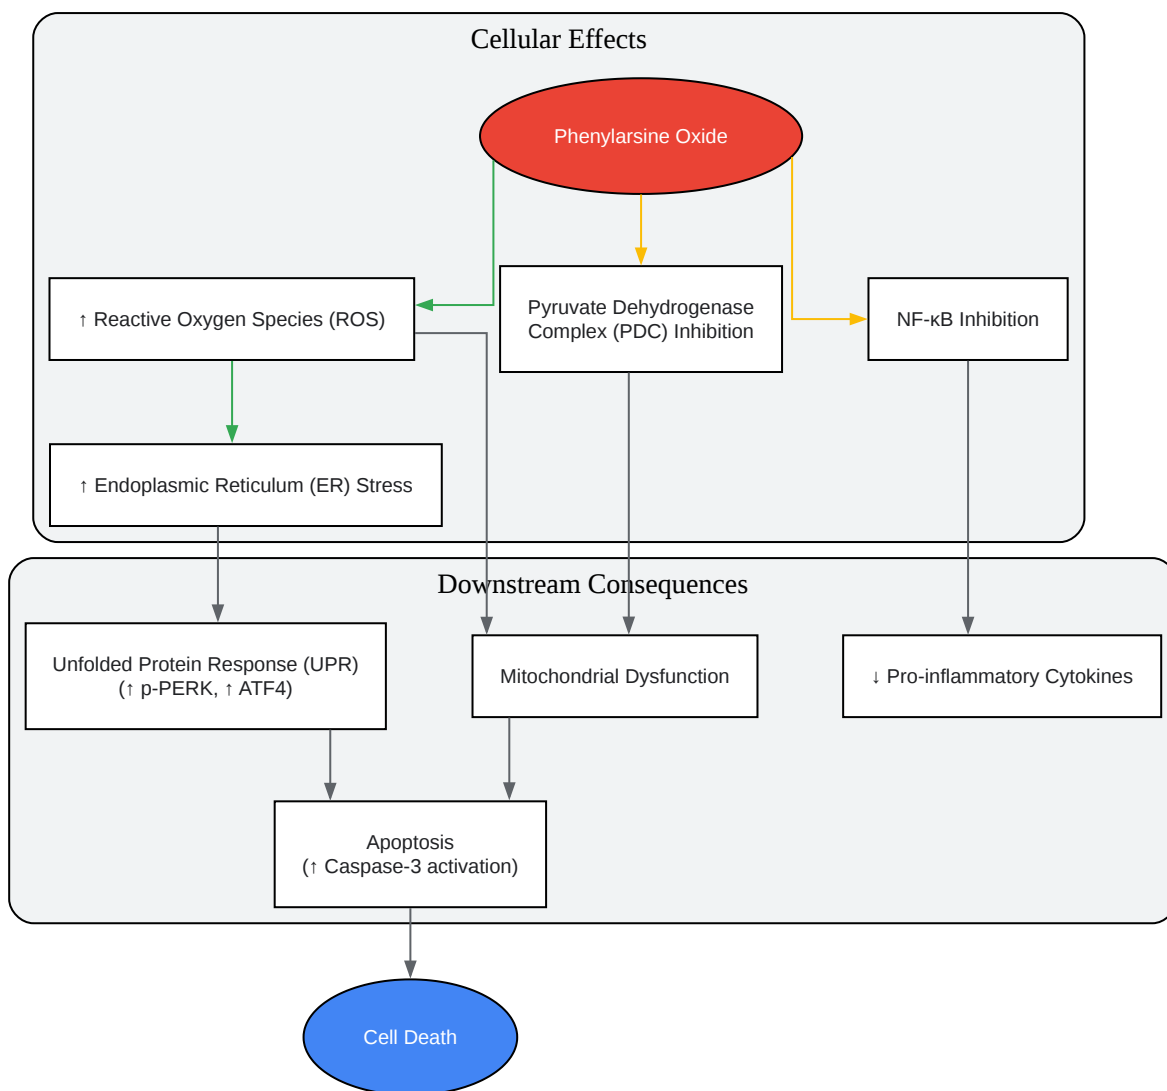 Cellular Effects
Phenylarsine Oxide
↑ Reactive Oxygen Species (ROS)
Pyruvate Dehydrogenase
Complex (PDC) Inhibition
NF-κB Inhibition
↑ Endoplasmic Reticulum (ER) Stress
Downstream Consequences
Unfolded Protein Response (UPR)
(↑ p-PERK, ↑ ATF4)
Mitochondrial Dysfunction
↓ Pro-inflammatory Cytokines
Apoptosis
(↑ Caspase-3 activation)
Cell Death